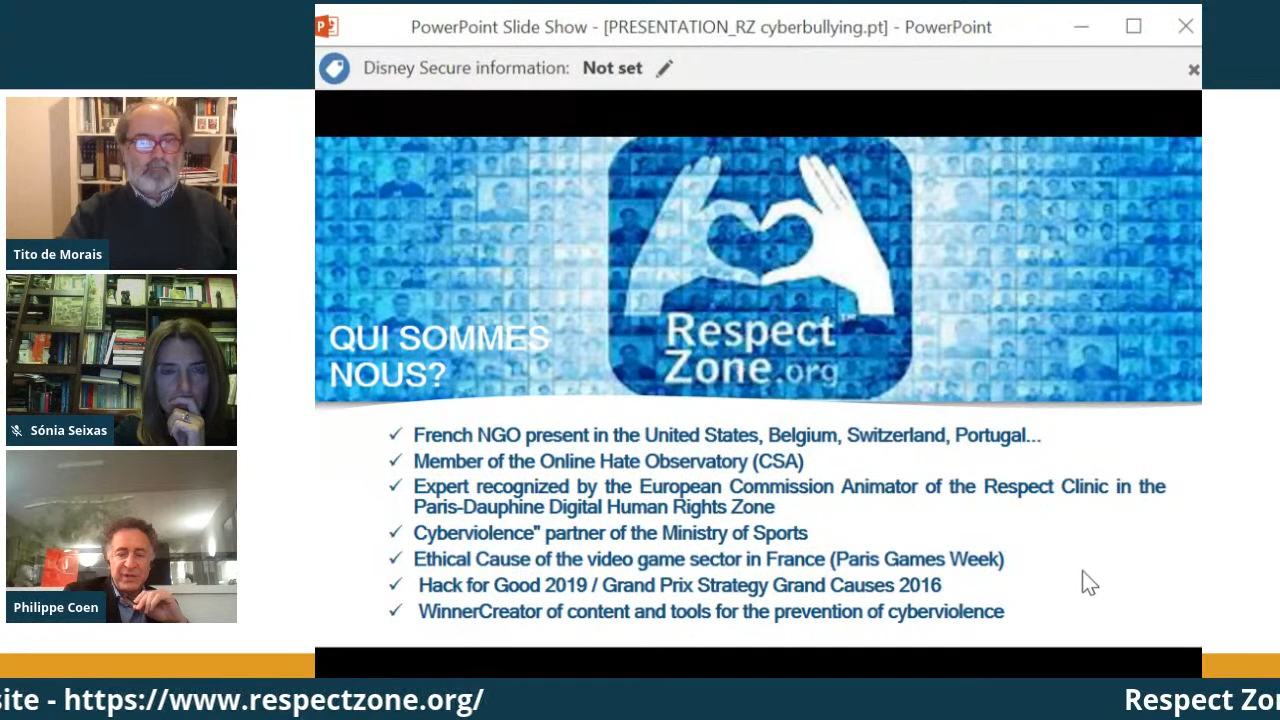 PowerPoint Slide Show - [PRESENTATION_RZ cyberbullying.pt] - PowerPoint
Disney Secure information: Not set
Respect™
Zone.org
QUI SOMMES
NOUS?
✓ French NGO present in the United States, Belgium, Switzerland, Portugal...
✓ Member of the Online Hate Observatory (CSA)
✓ Expert recognized by the European Commission Animator of the Respect Clinic in the
Paris-Dauphine Digital Human Rights Zone
✓ Cyberviolence" partner of the Ministry of Sports
✓ Ethical Cause of the video game sector in France (Paris Games Week)
✓ Hack for Good 2019 / Grand Prix Strategy Grand Causes 2016
✓ WinnerCreator of content and tools for the prevention of cyberviolence
Tito de Morais
Sónia Seixas
Philippe Coen
site - https://www.respectzone.org/
Respect Zo